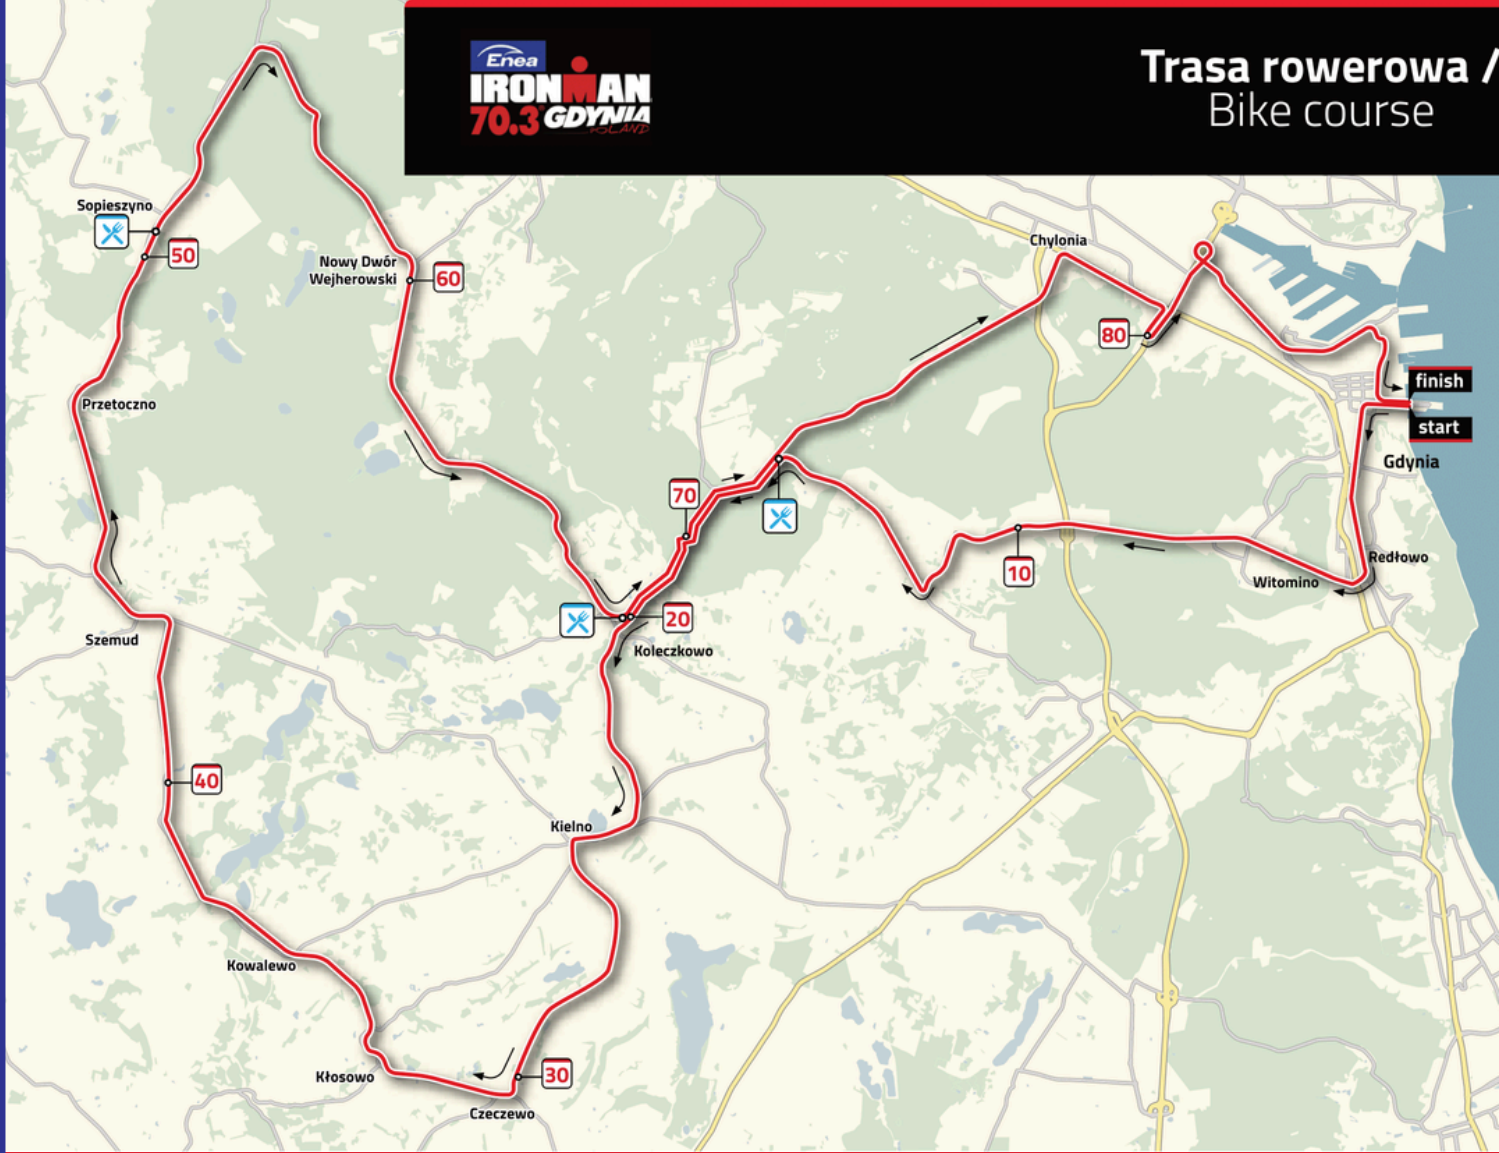 Enea
IRONMAN
70.3 GDYNIA
POLAND
Trasa rowerowa /
Bike course
Sopieszyno
50
Nowy Dwór
Wejherowski
60
Chylonia
80
Przetoczno
finish
start
Gdynia
70
10
Redłowo
Witomino
20
Koleczkowo
Szemud
40
Kielno
Kowalewo
Kłosowo
30
Czeczewo